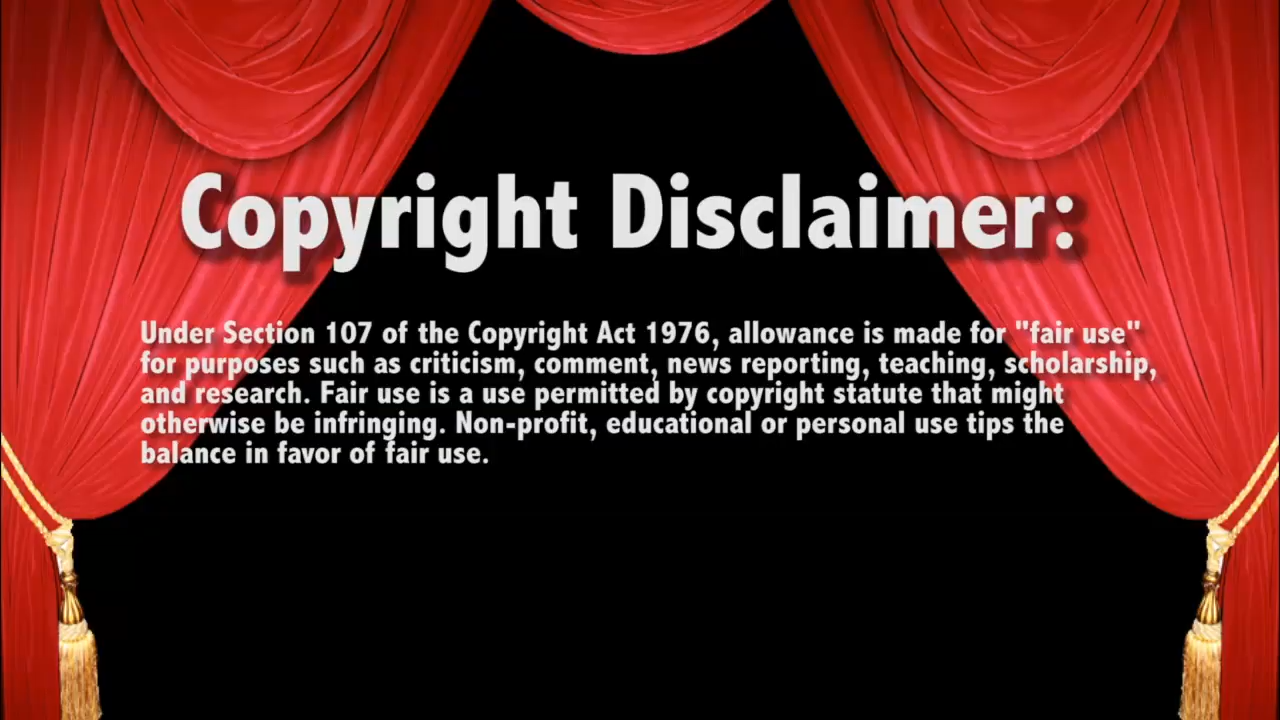 Copyright Disclaimer:
Under Section 107 of the Copyright Act 1976, allowance is made for "fair use"
for purposes such as criticism, comment, news reporting, teaching, scholarship,
and research. Fair use is a use permitted by copyright statute that might
otherwise be infringing. Non-profit, educational or personal use tips the
balance in favor of fair use.